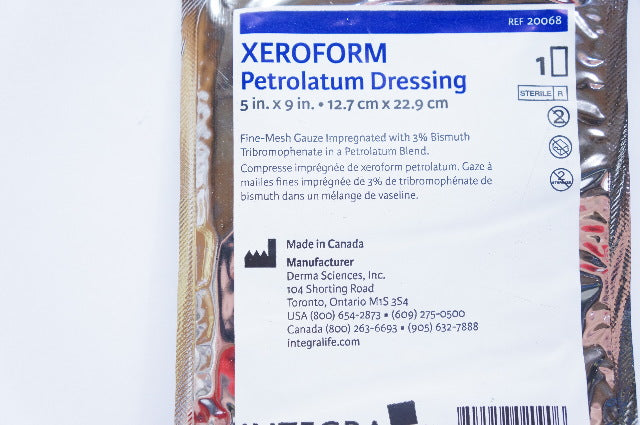 REF 20068
XEROFORM
Petrolatum Dressing
5 in. x 9 in. • 12.7 cm x 22.9 cm
1
STERILE R
Fine-Mesh Gauze Impregnated with 3% Bismuth
Tribromophenate in a Petrolatum Blend.
Compresse imprégnée de xeroform petrolatum. Gaze à
mailles fines imprégnée de 3% de tribromophénate de
bismuth dans un mélange de vaseline.
Made in Canada
Manufacturer
Derma Sciences, Inc.
104 Shorting Road
Toronto, Ontario M1S 3S4
USA (800) 654-2873 • (609) 275-0500
Canada (800) 263-6693 • (905) 632-7888
integralife.com
INTEGRA